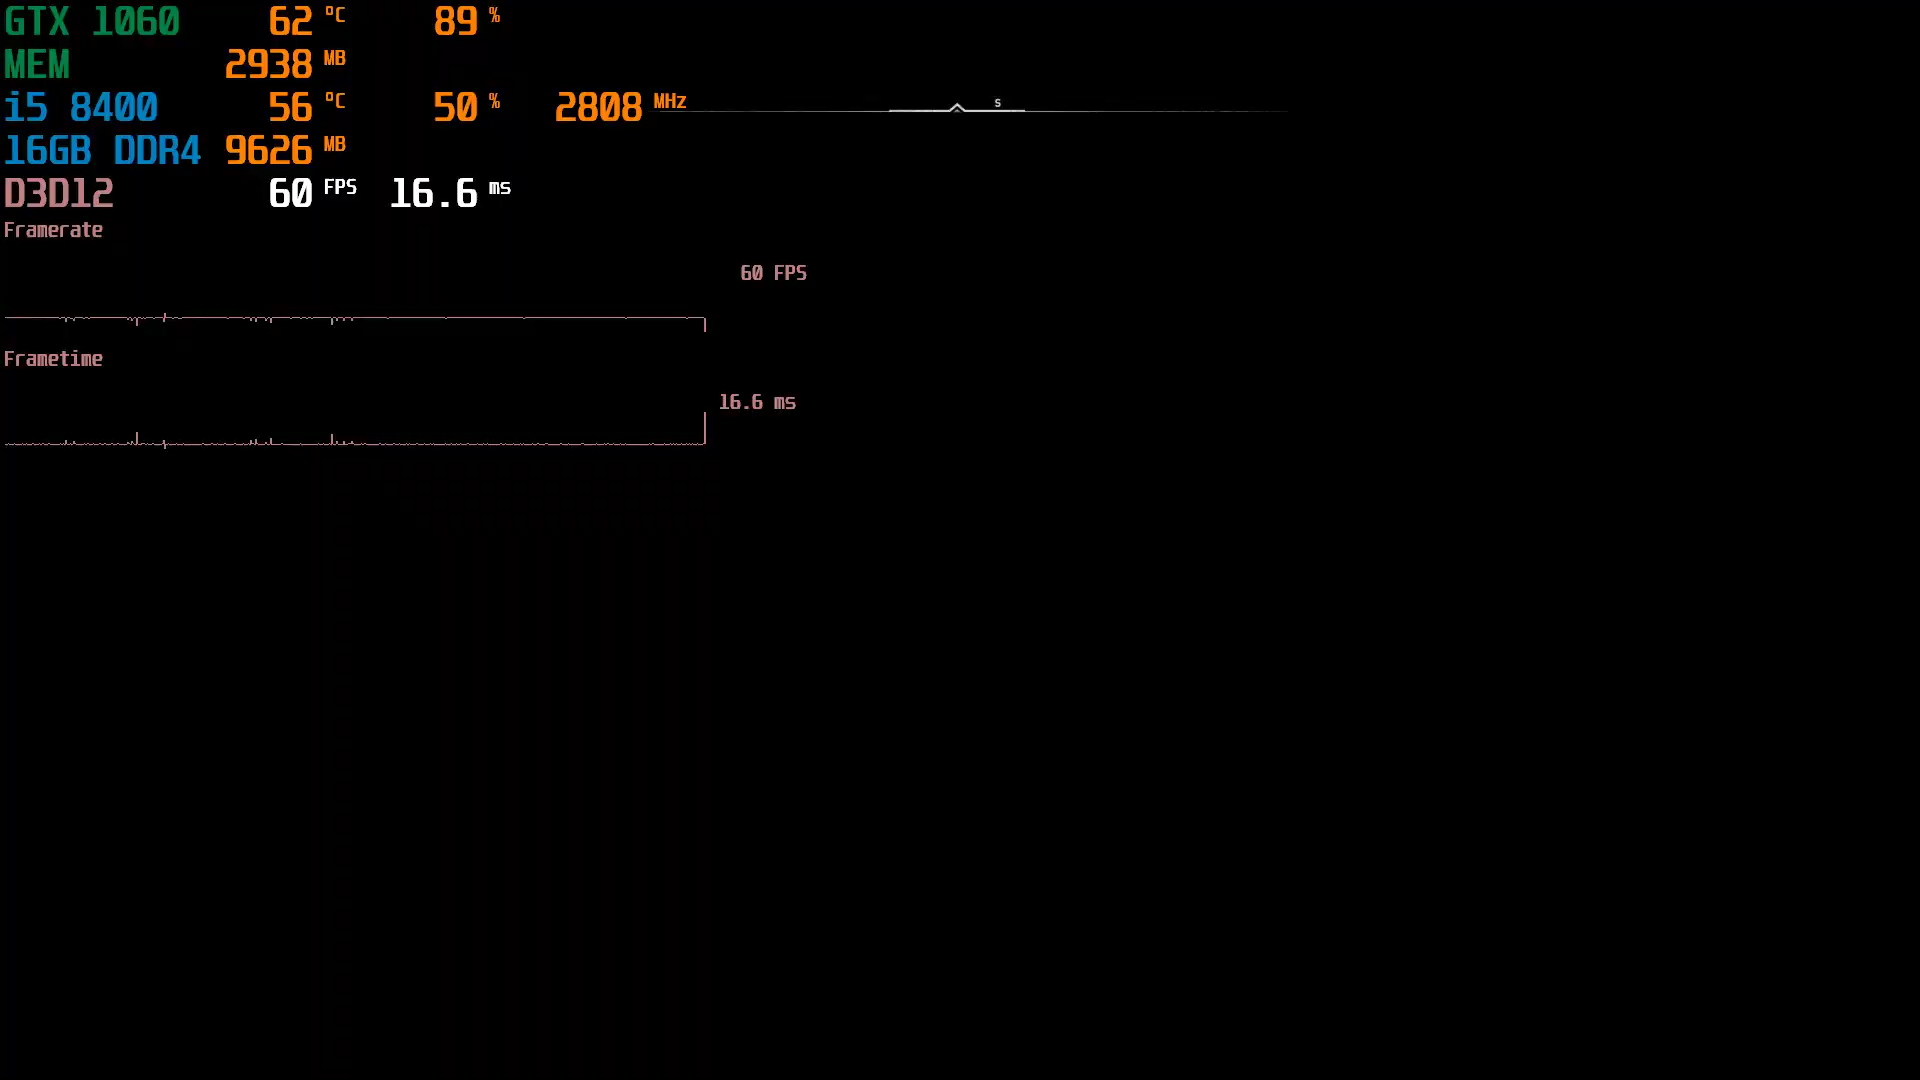 GTX 1060 62 °C 89 %
MEM 2938 MB
i5 8400 56 °C 50 % 2808 MHz
S
16GB DDR4 9626 MB
D3D12 60 FPS 16.6 ms
Framerate
60 FPS
Frametime
16.6 ms